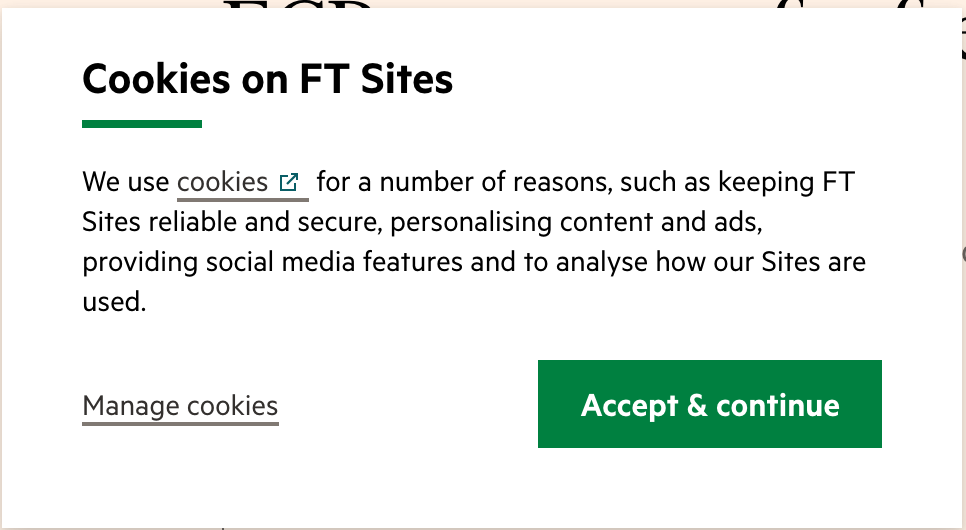 Cookies on FT Sites
We use cookies for a number of reasons, such as keeping FT
Sites reliable and secure, personalising content and ads,
providing social media features and to analyse how our Sites are
used.
Manage cookies
Accept & continue